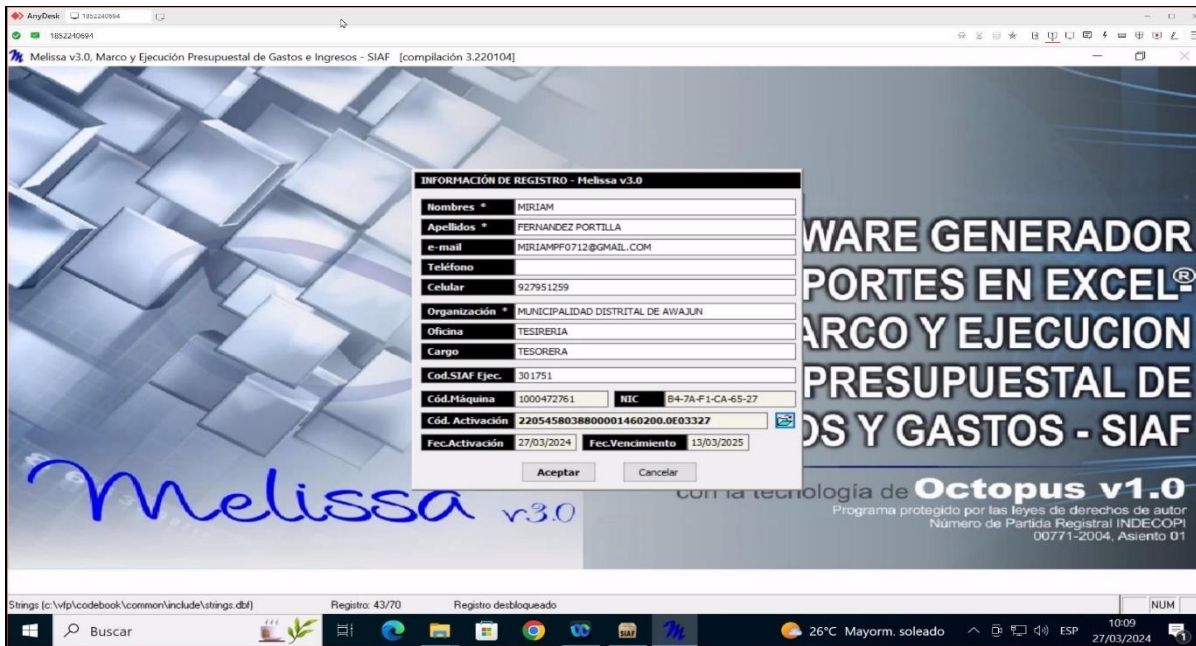 AnyDesk 1852240694
1852240694
Melissa v3.0, Marco y Ejecución Presupuestal de Gastos e Ingresos - SIAF [compilación 3.220104]
INFORMACIÓN DE REGISTRO - Melissa v3.0
Nombres * MIRIAM
Apellidos * FERNANDEZ PORTILLA
e-mail MIRIAMPF0712@GMAIL.COM
Teléfono
Celular 927951259
Organización * MUNICIPALIDAD DISTRITAL DE AWAJUN
Oficina TESIRERIA
Cargo TESORERA
Cod.SIAF Ejec. 301751
Cód.Máquina 1000472761 NIC B4-7A-F1-CA-65-27
Cód. Activación 2205458038800001460200.0E03327
Fec.Activación 27/03/2024 Fec.Vencimiento 13/03/2025
Aceptar Cancelar
WARE GENERADOR
PORTES EN EXCEL®
ARCO Y EJECUCION
PRESUPUESTAL DE
OS Y GASTOS - SIAF
Melissa v3.0
con la tecnología de Octopus v1.0
Programa protegido por las leyes de derechos de autor
Número de Partida Registral INDECOPI
00771-2004, Asiento 01
Strings (c:\vfp\codebook\common\include\strings.dbf) Registro: 43/70 Registro desbloqueado NUM
Buscar SIAF 26°C Mayorm. soleado ESP 10:09
27/03/2024